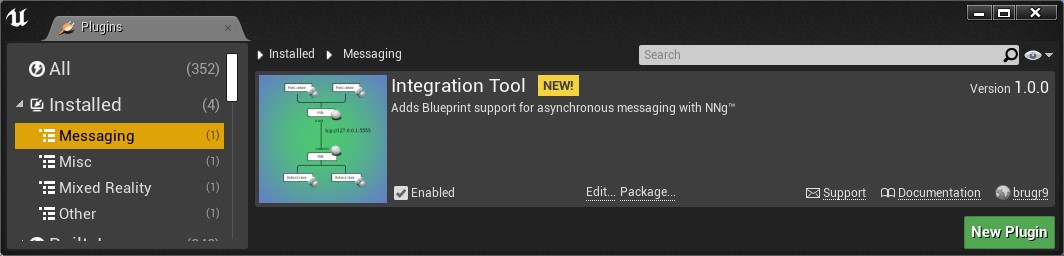 Plugins
All (352)
Installed (4)
Messaging (1)
Misc (1)
Mixed Reality (1)
Other (1)
Installed Messaging
Search
Integration Tool NEW!
Version 1.0.0
Adds Blueprint support for asynchronous messaging with NNg™
tcp://127.0.0.1:5555
Enabled
Edit... Package...
Support Documentation brugr9
New Plugin